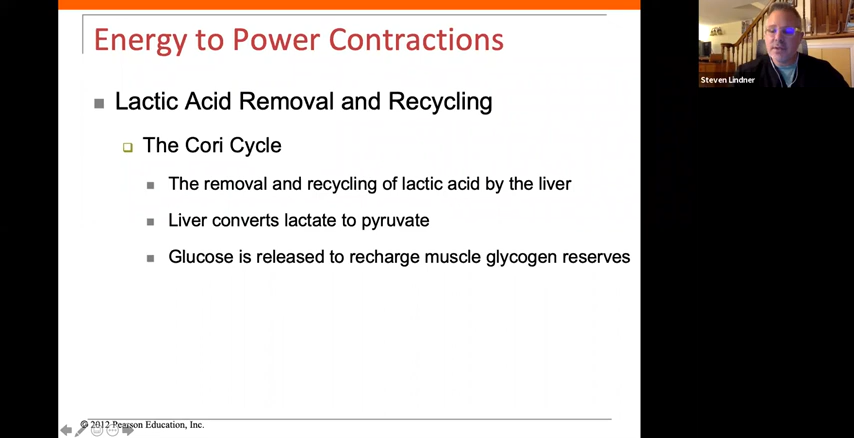 Energy to Power Contractions
Lactic Acid Removal and Recycling
The Cori Cycle
The removal and recycling of lactic acid by the liver
Liver converts lactate to pyruvate
Glucose is released to recharge muscle glycogen reserves
© 2012 Pearson Education, Inc.
Steven Lindner